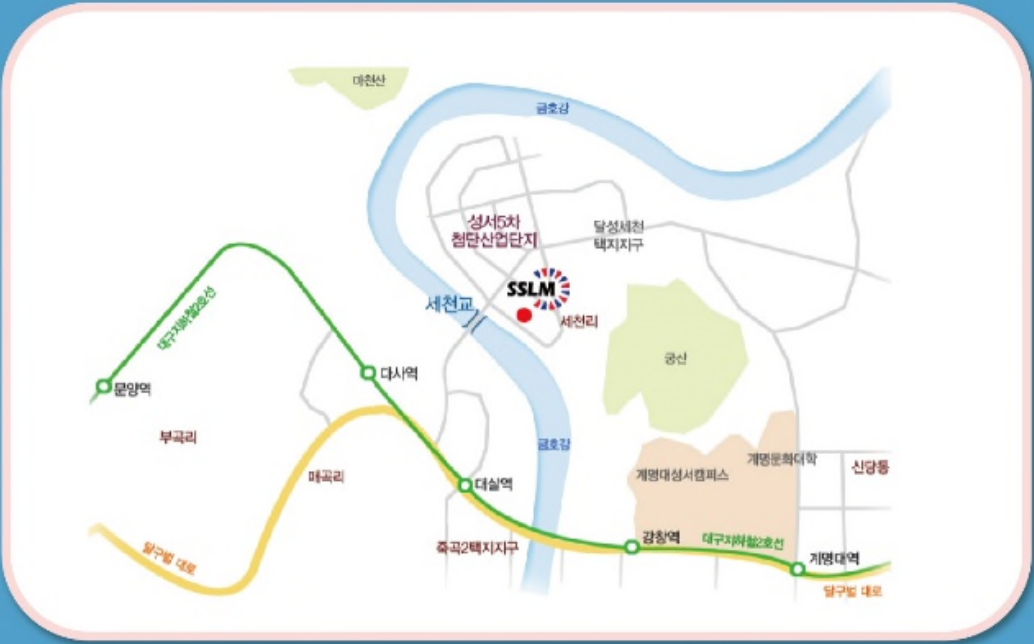 마천산
금호강
성서5차
첨단산업단지
달성세천
택지지구
대구지하철2호선
세천교
SSLM
세천리
궁산
다사역
문양역
부곡리
금호강
매곡리
대실역
계명대성서캠퍼스
계명문화대학
신당동
죽곡2택지지구
강창역
대구지하철2호선
계명대역
달구벌 대로
달구벌 대로